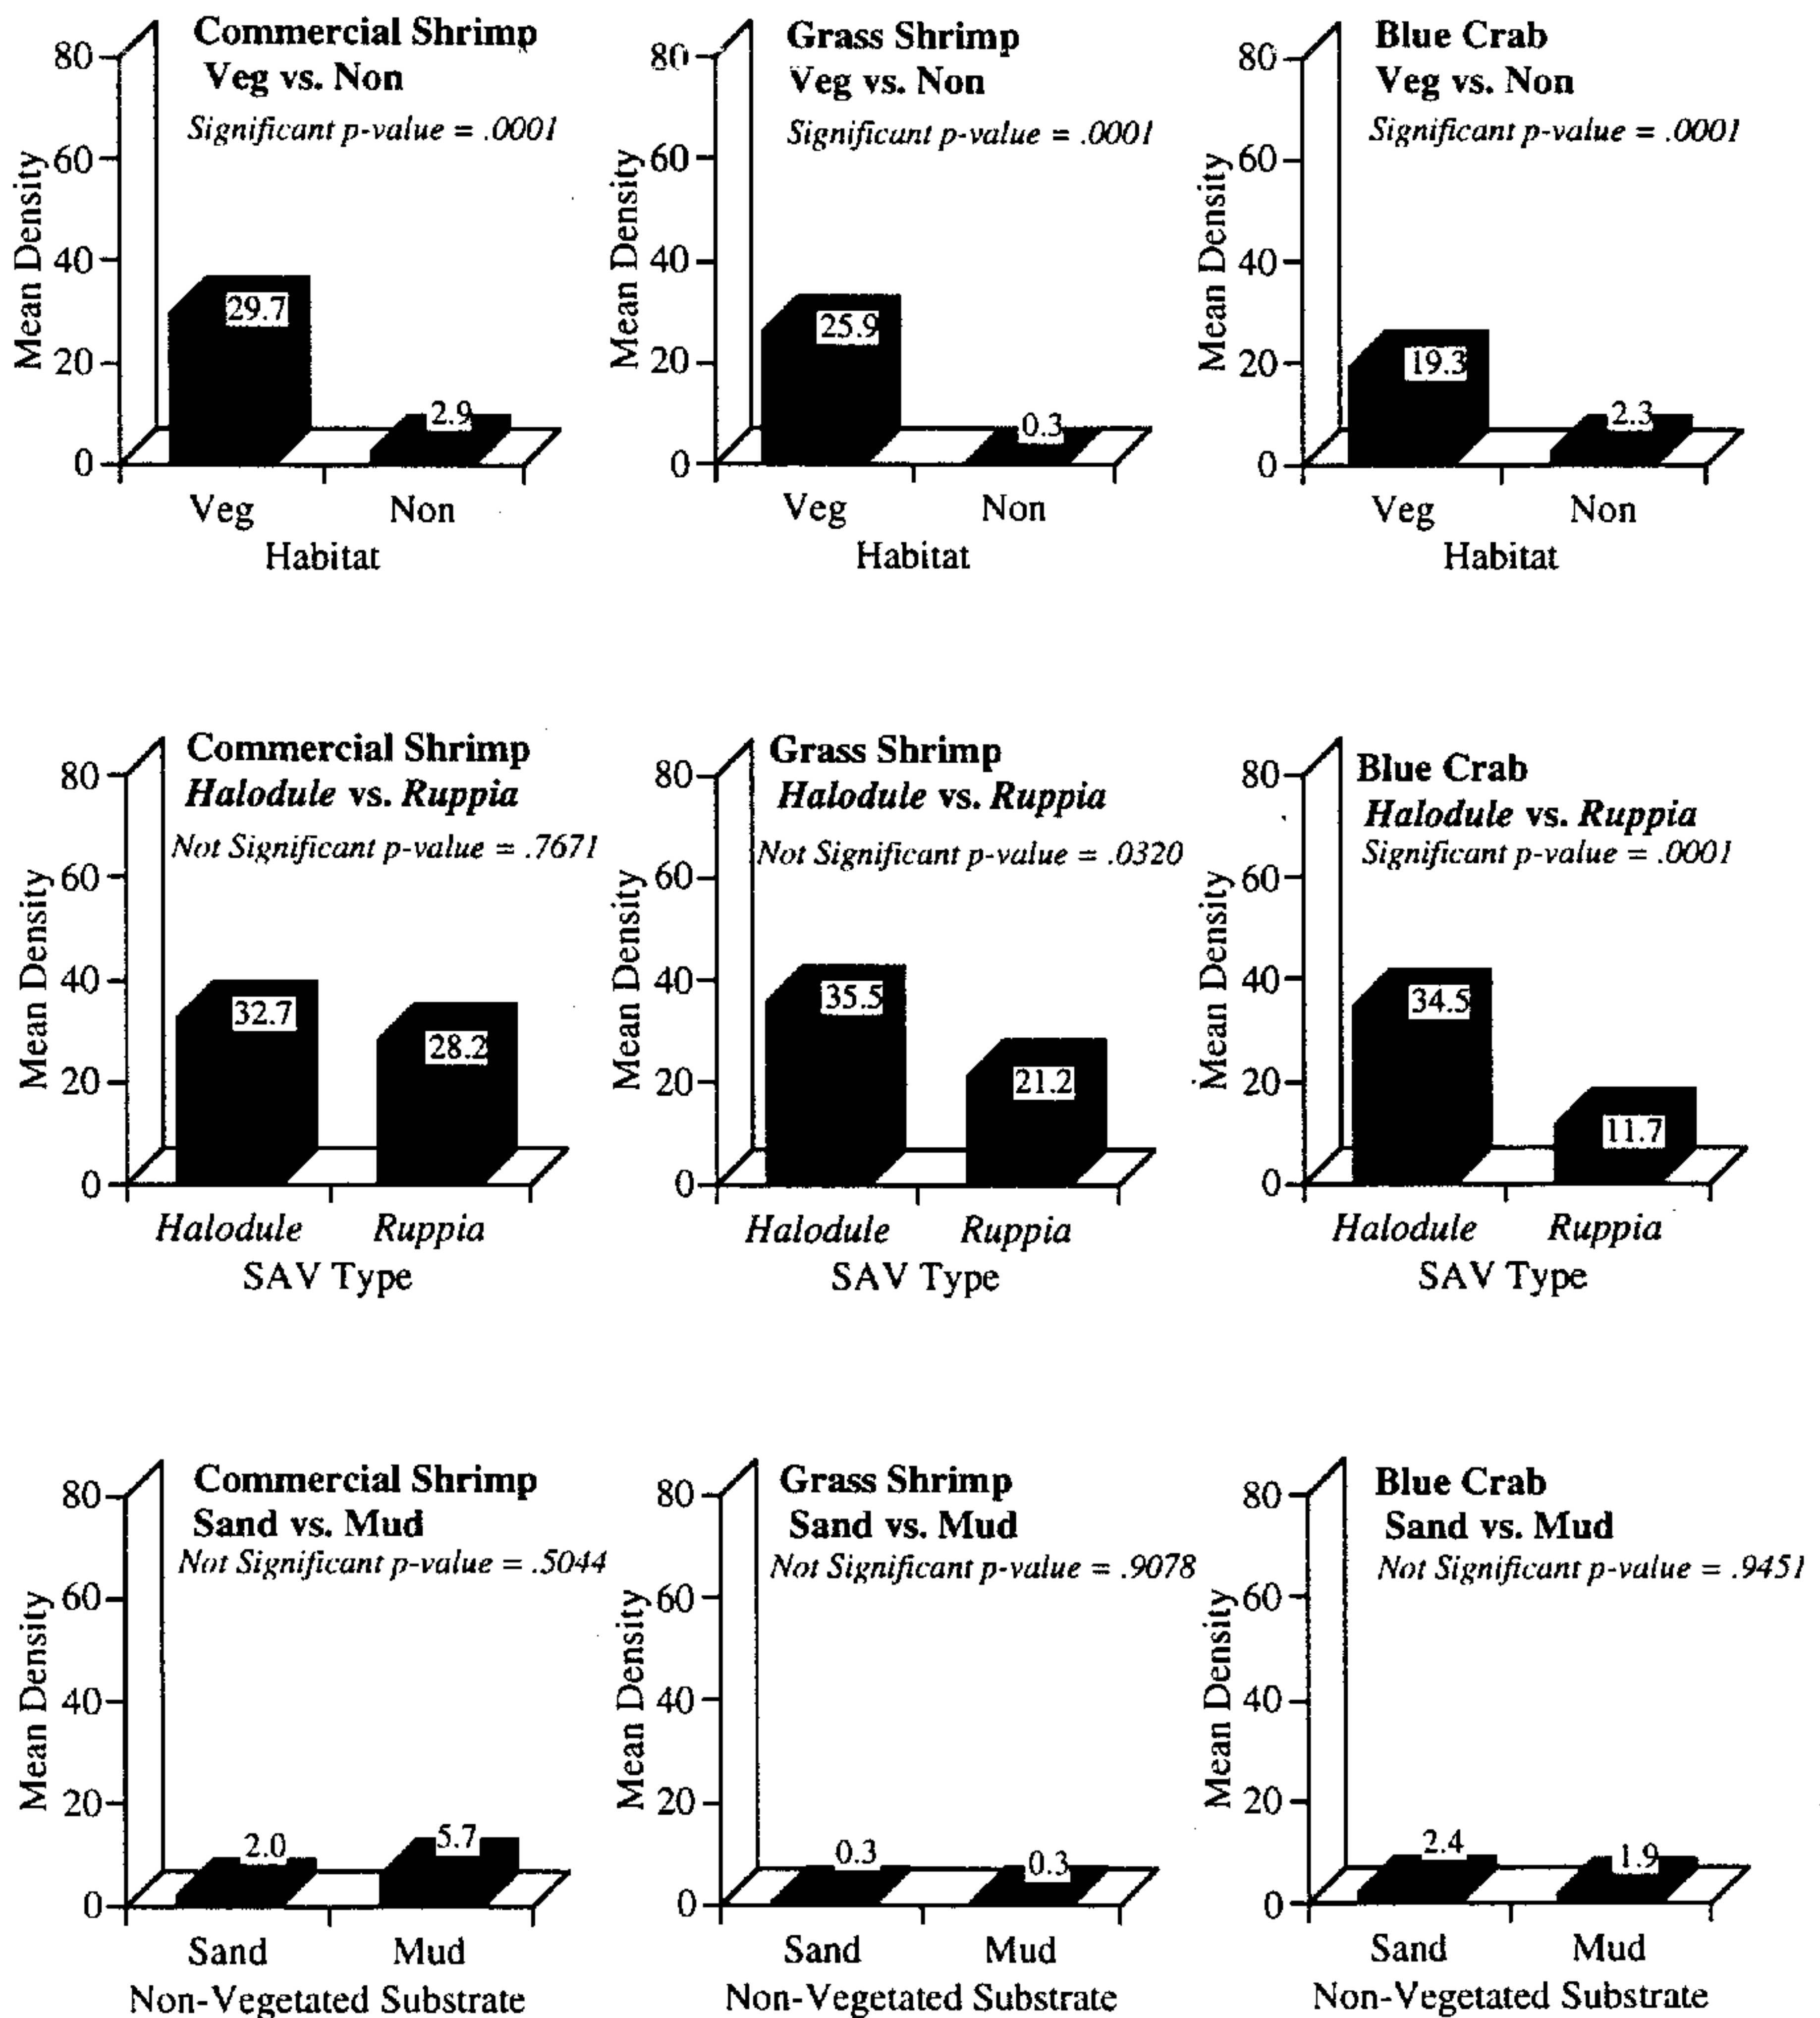 Commercial Shrimp
Veg vs. Non
Significant p-value = .0001
80
60
40
20
0
Mean Density
29.7
2.9
Veg
Non
Habitat
Grass Shrimp
Veg vs. Non
Significant p-value = .0001
80
60
40
20
0
Mean Density
25.9
0.3
Veg
Non
Habitat
Blue Crab
Veg vs. Non
Significant p-value = .0001
80
60
40
20
0
Mean Density
19.3
2.3
Veg
Non
Habitat
Commercial Shrimp
Halodule vs. Ruppia
Not Significant p-value = .7671
80
60
40
20
0
Mean Density
32.7
28.2
Halodule
Ruppia
SAV Type
Grass Shrimp
Halodule vs. Ruppia
Not Significant p-value = .0320
80
60
40
20
0
Mean Density
35.5
21.2
Halodule
Ruppia
SAV Type
Blue Crab
Halodule vs. Ruppia
Significant p-value = .0001
80
60
40
20
0
Mean Density
34.5
11.7
Halodule
Ruppia
SAV Type
Commercial Shrimp
Sand vs. Mud
Not Significant p-value = .5044
80
60
40
20
0
Mean Density
2.0
5.7
Sand
Mud
Non-Vegetated Substrate
Grass Shrimp
Sand vs. Mud
Not Significant p-value = .9078
80
60
40
20
0
Mean Density
0.3
0.3
Sand
Mud
Non-Vegetated Substrate
Blue Crab
Sand vs. Mud
Not Significant p-value = .9451
80
60
40
20
0
Mean Density
2.4
1.9
Sand
Mud
Non-Vegetated Substrate